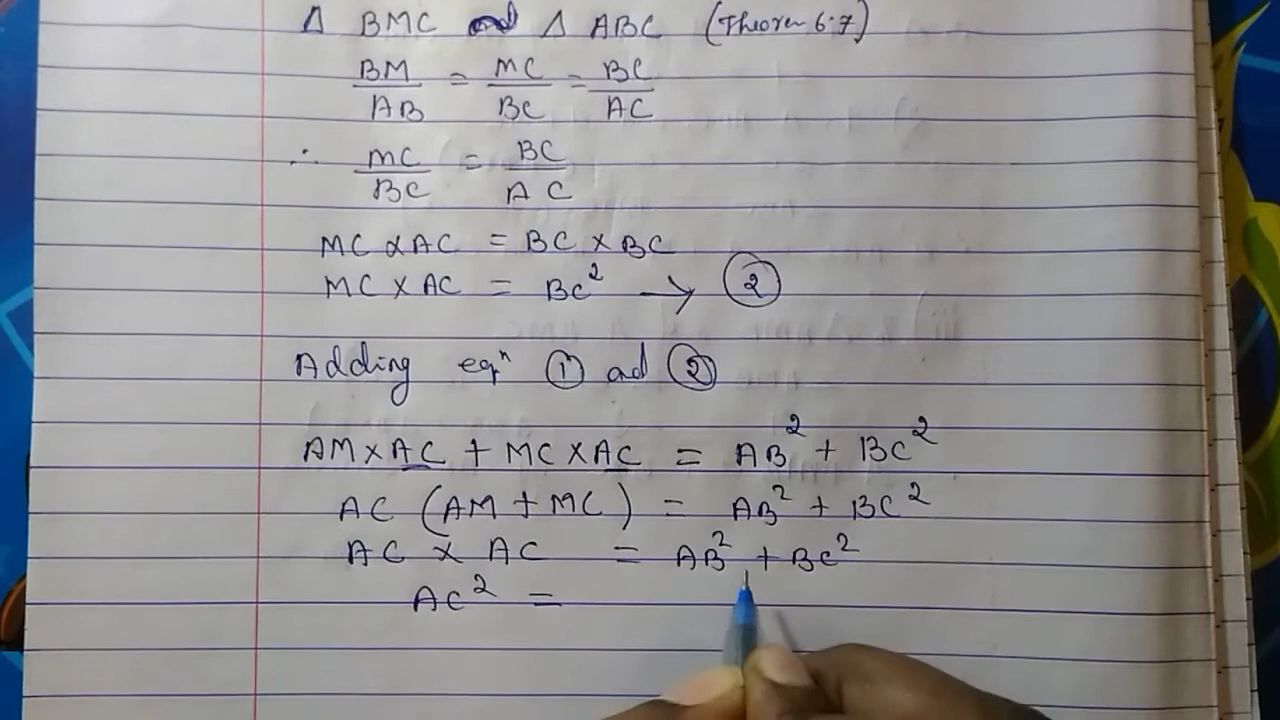 Δ BMC and Δ ABC (Theorem 6.7)
BM/AB = MC/BC = BC/AC
∴ MC/BC = BC/AC
MC × AC = BC × BC
MC × AC = BC² → ②
Adding eqⁿ ① ad ②
AM × AC + MC × AC = AB² + BC²
AC (AM + MC) = AB² + BC²
AC × AC = AB² + BC²
AC² =